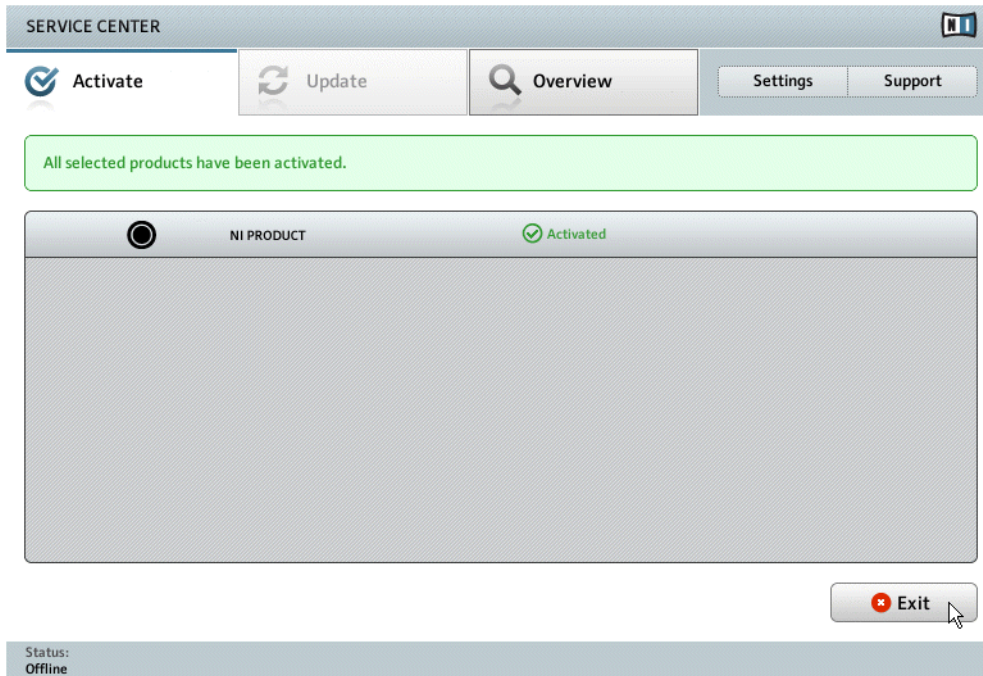 SERVICE CENTER
NI
Activate
Update
Overview
Settings
Support
All selected products have been activated.
NI PRODUCT
Activated
Exit
Status:
Offline